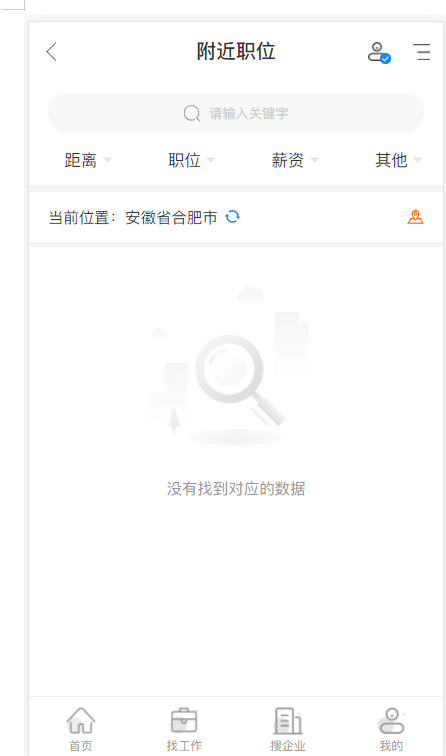 附近职位
请输入关键字
距离 职位 薪资 其他
当前位置：安徽省合肥市
没有找到对应的数据
首页 找工作 搜企业 我的